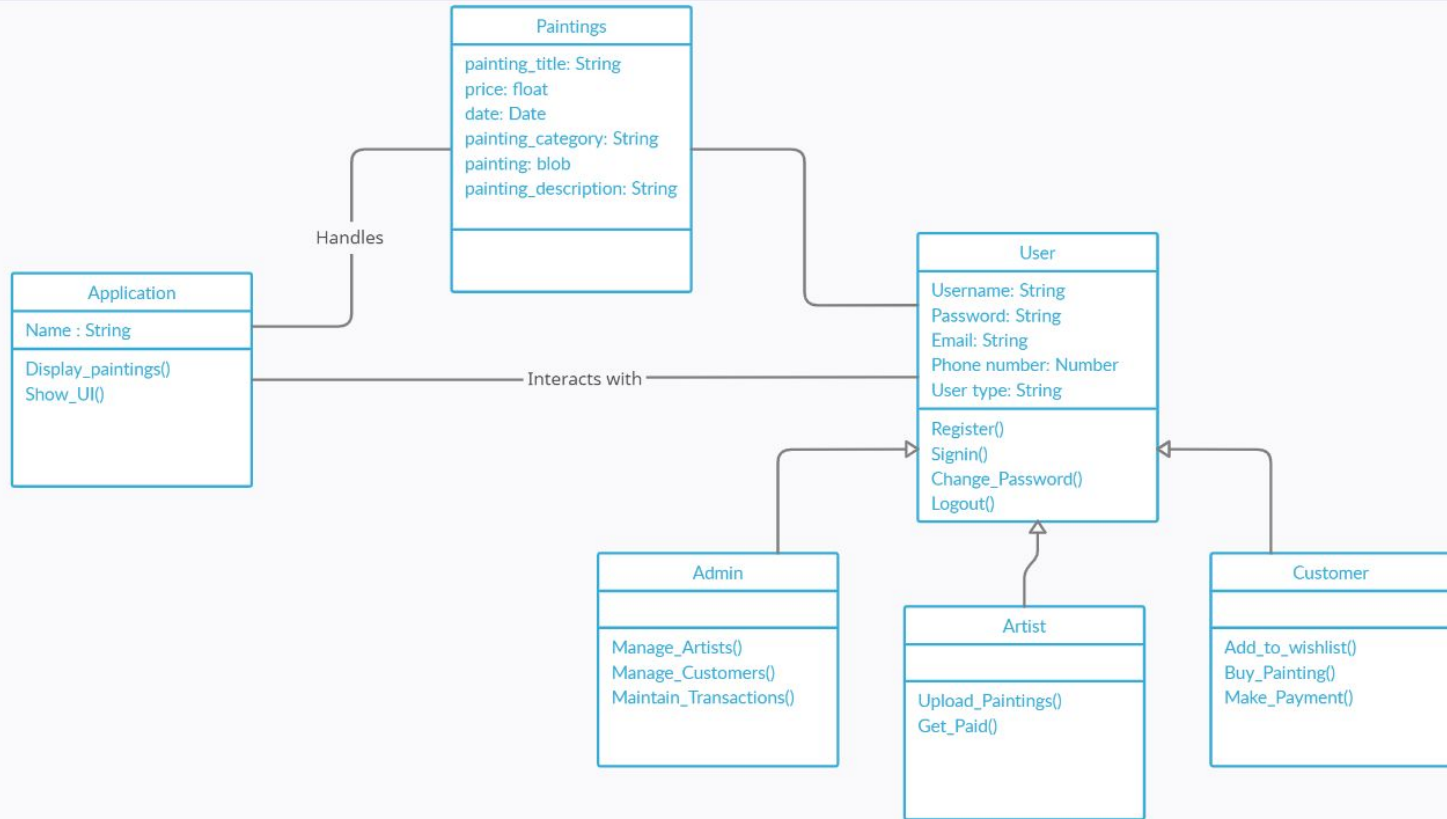 Paintings
painting_title: String
price: float
date: Date
painting_category: String
painting: blob
painting_description: String
Handles
Application
Name : String
Display_paintings()
Show_UI()
Interacts with
User
Username: String
Password: String
Email: String
Phone number: Number
User type: String
Register()
Signin()
Change_Password()
Logout()
Admin
Manage_Artists()
Manage_Customers()
Maintain_Transactions()
Artist
Upload_Paintings()
Get_Paid()
Customer
Add_to_wishlist()
Buy_Painting()
Make_Payment()